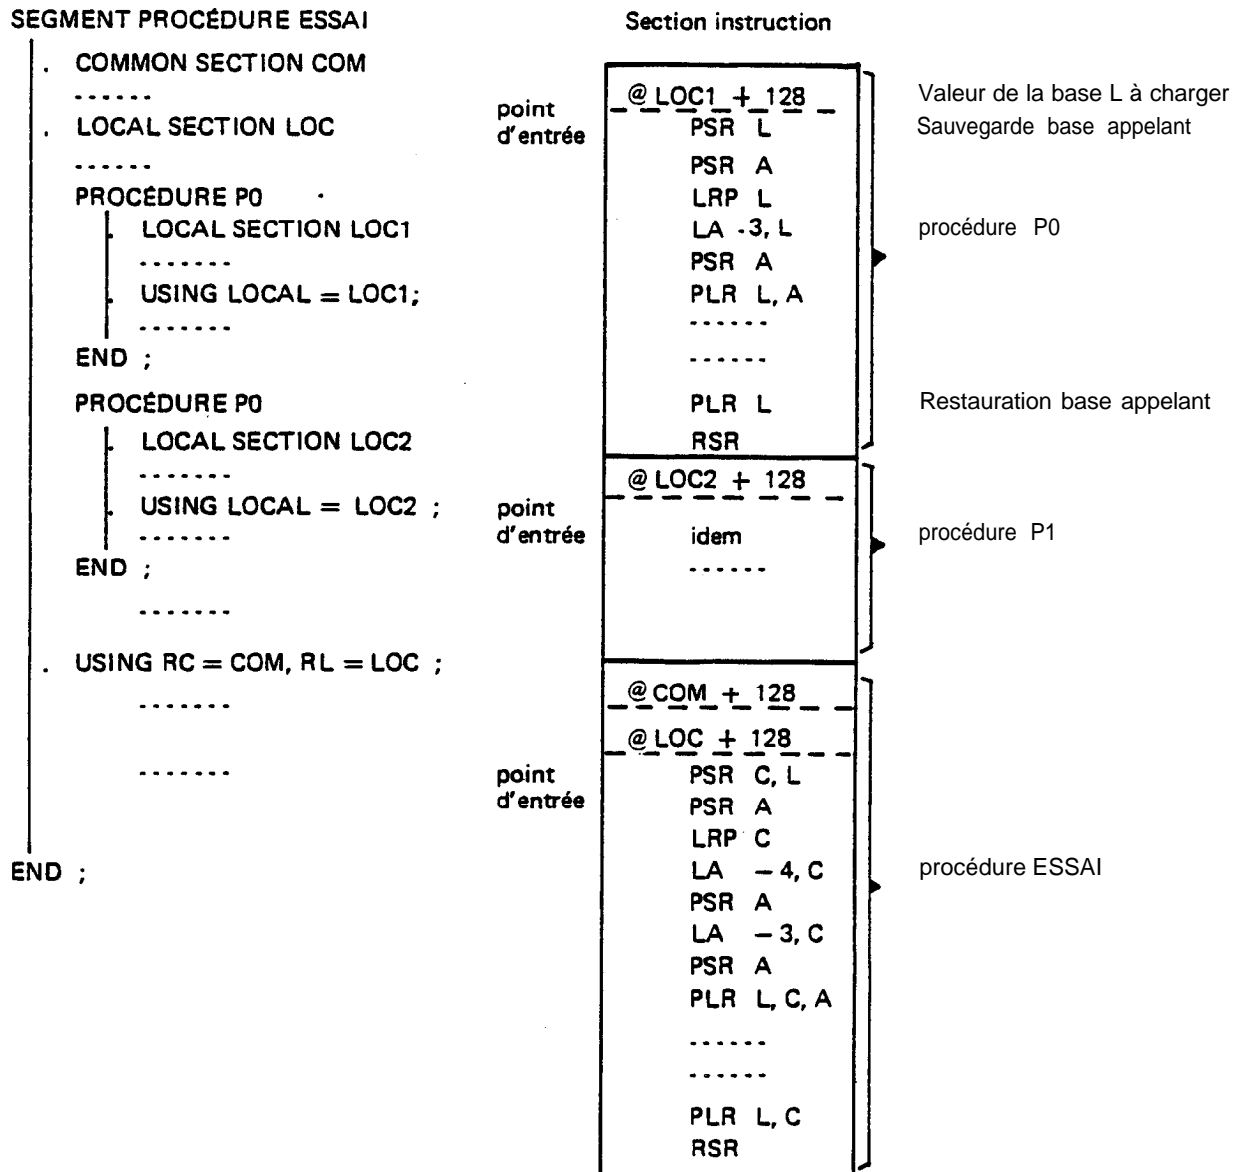 SEGMENT PROCÉDURE ESSAI
. COMMON SECTION COM
------
. LOCAL SECTION LOC
------
PROCÉDURE P0
. LOCAL SECTION LOC1
-------
. USING LOCAL = LOC1;
-------
END ;
PROCÉDURE P0
. LOCAL SECTION LOC2
-------
. USING LOCAL = LOC2 ;
-------
END ;
-------
. USING RC = COM, RL = LOC ;
-------
-------
END ;
Section instruction
point
d'entrée
@ LOC1 + 128
PSR L
PSR A
LRP L
LA -3, L
PSR A
PLR L, A
------
------
PLR L
RSR
Valeur de la base L à charger
Sauvegarde base appelant
procédure P0
Restauration base appelant
point
d'entrée
@ LOC2 + 128
idem
------
procédure P1
@ COM + 128
@ LOC + 128
point
d'entrée
PSR C, L
PSR A
LRP C
LA – 4, C
PSR A
LA – 3, C
PSR A
PLR L, C, A
------
------
PLR L, C
RSR
procédure ESSAI